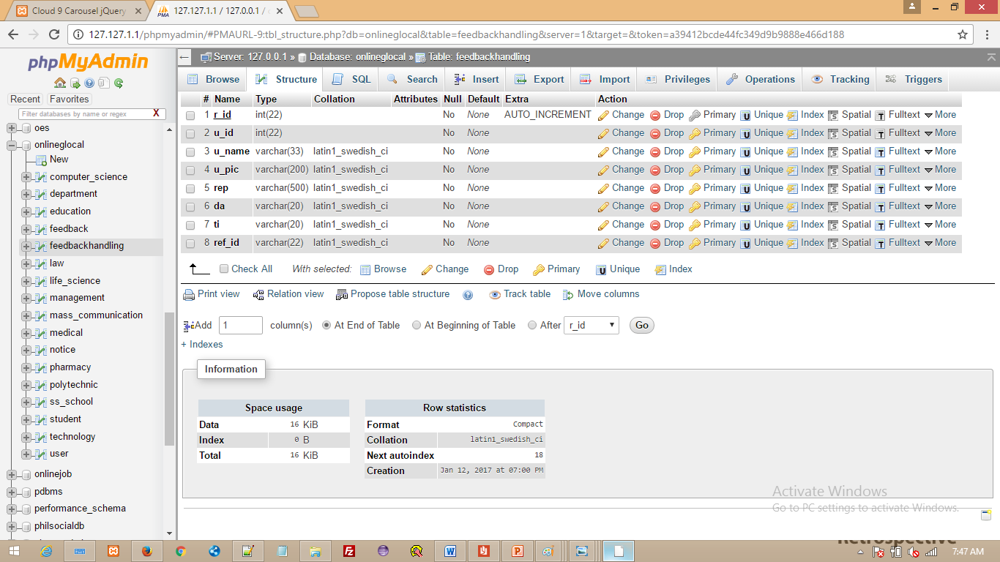 Cloud 9 Carousel jQuery
127.127.1.1 / 127.0.0.1 / o
127.127.1.1/phpmyadmin/#PMAURL-9:tbl_structure.php?db=onlineglocal&table=feedbackhandling&server=1&target=&token=a39412bcde44fc349d9b9888e466d188
phpMyAdmin
Recent Favorites
Filter databases by name or regex X
oes
onlineglocal
New
computer_science
department
education
feedback
feedbackhandling
law
life_science
management
mass_communication
medical
notice
pharmacy
polytechnic
ss_school
student
technology
user
onlinejob
pdbms
performance_schema
philsocialdb
Server: 127.0.0.1 » Database: onlineglocal » Table: feedbackhandling
Browse Structure SQL Search Insert Export Import Privileges Operations Tracking Triggers
# Name Type Collation Attributes Null Default Extra Action
1 r_id int(22) No None AUTO_INCREMENT Change Drop Primary Unique Index Spatial Fulltext More
2 u_id int(22) No None Change Drop Primary Unique Index Spatial Fulltext More
3 u_name varchar(33) latin1_swedish_ci No None Change Drop Primary Unique Index Spatial Fulltext More
4 u_pic varchar(200) latin1_swedish_ci No None Change Drop Primary Unique Index Spatial Fulltext More
5 rep varchar(500) latin1_swedish_ci No None Change Drop Primary Unique Index Spatial Fulltext More
6 da varchar(20) latin1_swedish_ci No None Change Drop Primary Unique Index Spatial Fulltext More
7 ti varchar(20) latin1_swedish_ci No None Change Drop Primary Unique Index Spatial Fulltext More
8 ref_id varchar(22) latin1_swedish_ci No None Change Drop Primary Unique Index Spatial Fulltext More
Check All With selected: Browse Change Drop Primary Unique Index
Print view Relation view Propose table structure Track table Move columns
Add 1 column(s) At End of Table At Beginning of Table After r_id Go
+ Indexes
Information
Space usage
Data 16 KiB
Index 0 B
Total 16 KiB
Row statistics
Format Compact
Collation latin1_swedish_ci
Next autoindex 18
Creation Jan 12, 2017 at 07:00 PM
Activate Windows
Go to PC settings to activate Windows.
Retrospective
7:47 AM